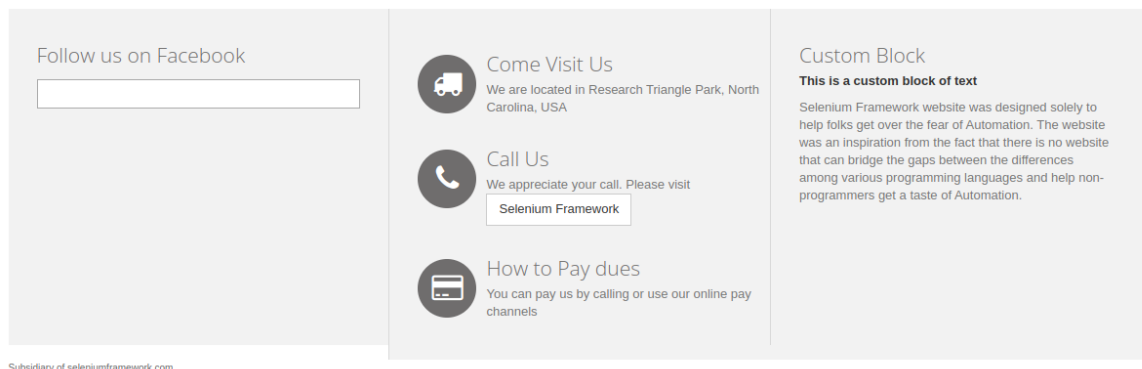 Follow us on Facebook
Come Visit Us
We are located in Research Triangle Park, North
Carolina, USA
Call Us
We appreciate your call. Please visit
Selenium Framework
How to Pay dues
You can pay us by calling or use our online pay
channels
Custom Block
This is a custom block of text
Selenium Framework website was designed solely to
help folks get over the fear of Automation. The website
was an inspiration from the fact that there is no website
that can bridge the gaps between the differences
among various programming languages and help non-
programmers get a taste of Automation.
Subsidiary of seleniumframework.com